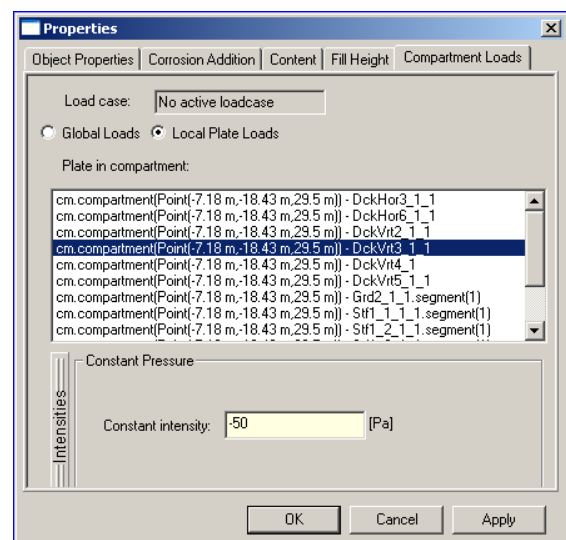 Properties
Object Properties Corrosion Addition Content Fill Height Compartment Loads
Load case: No active loadcase
Global Loads Local Plate Loads
Plate in compartment:
cm.compartment(Point(-7.18 m,-18.43 m,29.5 m)) - DckHor3_1_1
cm.compartment(Point(-7.18 m,-18.43 m,29.5 m)) - DckHor6_1_1
cm.compartment(Point(-7.18 m,-18.43 m,29.5 m)) - DckVrt2_1_1
cm.compartment(Point(-7.18 m,-18.43 m,29.5 m)) - DckVrt3_1_1
cm.compartment(Point(-7.18 m,-18.43 m,29.5 m)) - DckVrt4_1
cm.compartment(Point(-7.18 m,-18.43 m,29.5 m)) - DckVrt5_1_1
cm.compartment(Point(-7.18 m,-18.43 m,29.5 m)) - Grd2_1_1.segment(1)
cm.compartment(Point(-7.18 m,-18.43 m,29.5 m)) - Stf1_1_1_1.segment(1)
cm.compartment(Point(-7.18 m,-18.43 m,29.5 m)) - Stf1_2_1_1.segment(1)
Constant Pressure
Intensities
Constant intensity: -50 [Pa]
OK Cancel Apply